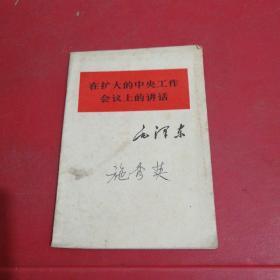 在扩大的中央工作
会议上的讲话
毛泽东
施秀英